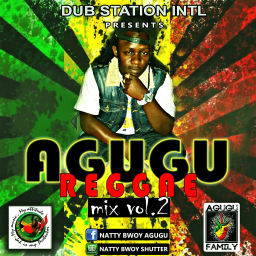 DUB STATION INTL
PRESENTS
AGUGU
REGGAE
mix vol.2
NATTY BWOY AGUGU
NATTY BWOY SHUTTER
AGUGU
FAMILY